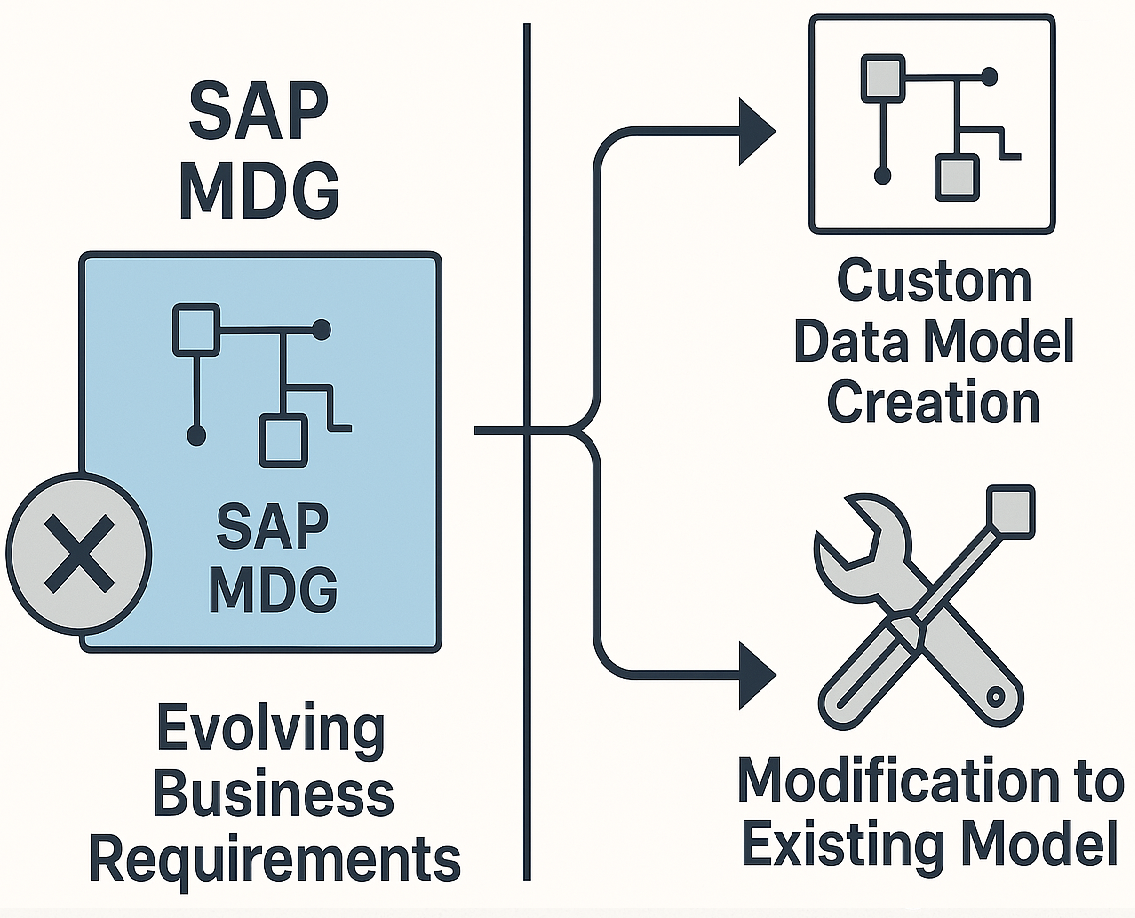 SAP
MDG
SAP
MDG
Evolving
Business
Requirements
Custom
Data Model
Creation
Modification to
Existing Model